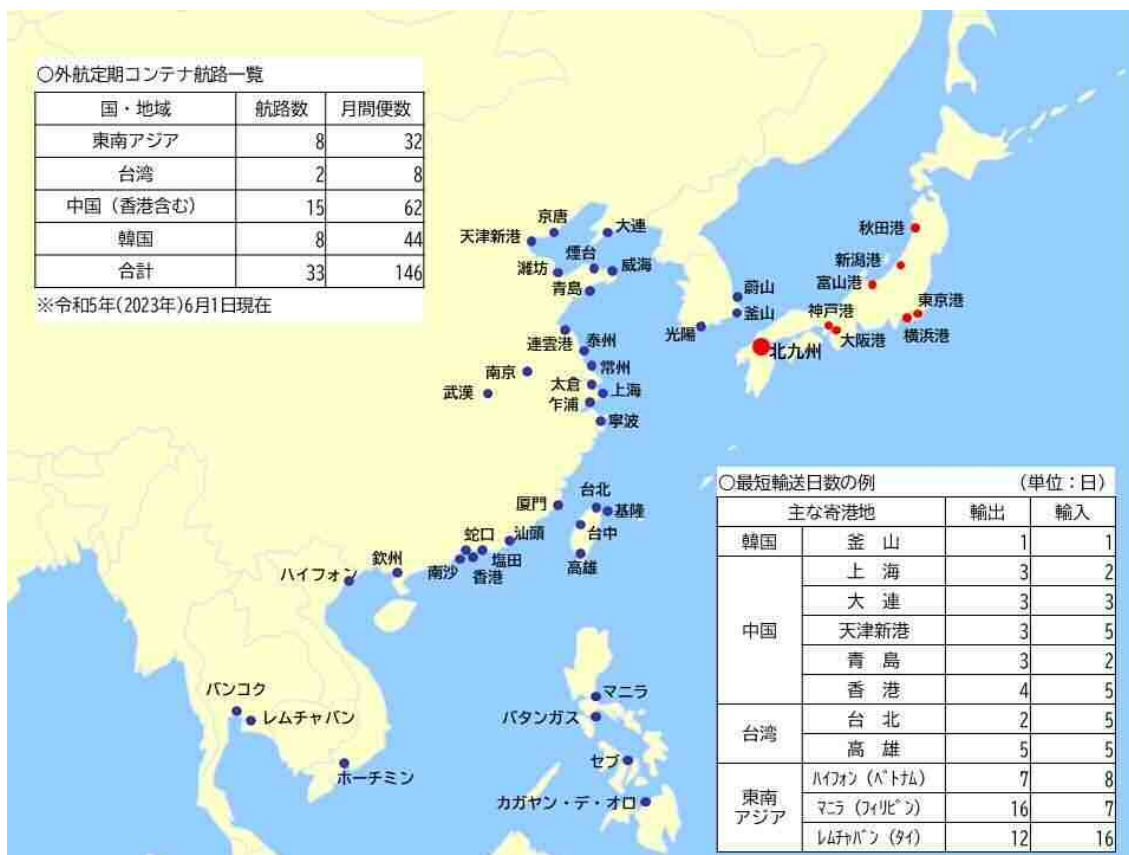 ○外航定期コンテナ航路一覧
国・地域 航路数 月間便数
東南アジア 8 32
台湾 2 8
中国（香港含む） 15 62
韓国 8 44
合計 33 146
※令和5年(2023年)6月1日現在
京唐
大連
天津新港
煙台
濰坊
威海
青島
秋田港
新潟港
富山港
蔚山
釜山
光陽
神戸港
東京港
大阪港
横浜港
北九州
連雲港
泰州
常州
南京
太倉
上海
武漢
乍浦
寧波
厦門
台北
基隆
台中
高雄
蛇口
汕頭
塩田
南沙
香港
欽州
ハイフォン
バンコク
レムチャバン
ホーチミン
マニラ
バタンガス
セブ
カガヤン・デ・オロ
○最短輸送日数の例 （単位：日）
主な寄港地 輸出 輸入
韓国 釜山 1 1
中国 上海 3 2
大連 3 3
天津新港 3 5
青島 3 2
香港 4 5
台湾 台北 2 5
高雄 5 5
東南アジア ﾊｲﾌｫﾝ（ﾍﾞﾄﾅﾑ） 7 8
ﾏﾆﾗ（ﾌｨﾘﾋﾟﾝ） 16 7
ﾚﾑﾁｬﾊﾞﾝ（ﾀｲ） 12 16